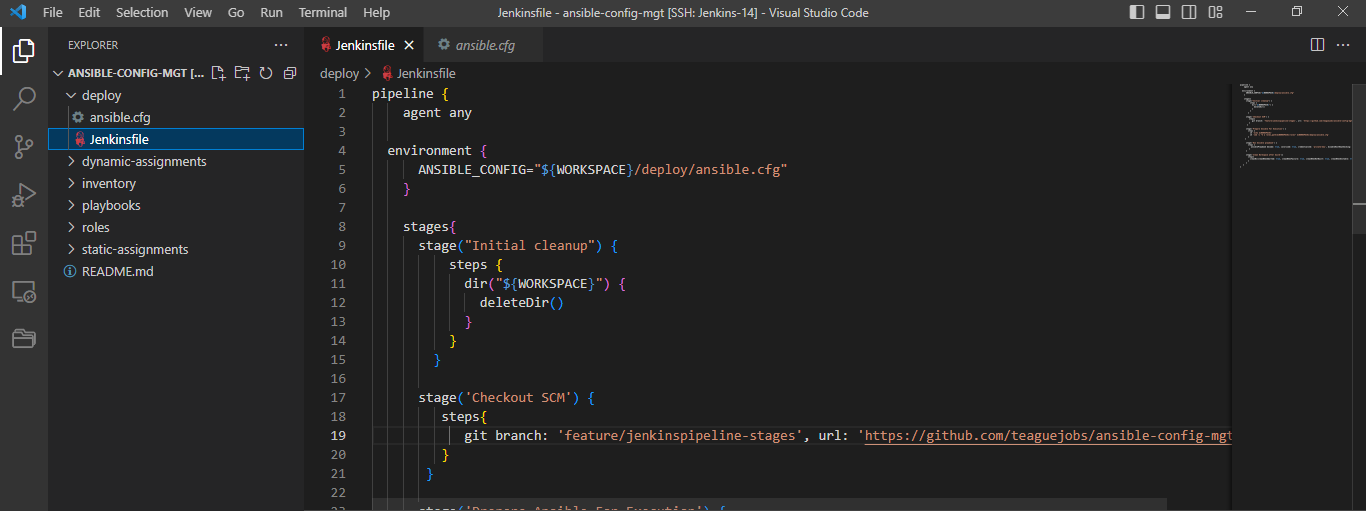 File Edit Selection View Go Run Terminal Help Jenkinsfile - ansible-config-mgt [SSH: Jenkins-14] - Visual Studio Code
EXPLORER
ANSIBLE-CONFIG-MGT [...
deploy
ansible.cfg
Jenkinsfile
dynamic-assignments
inventory
playbooks
roles
static-assignments
README.md
Jenkinsfile ansible.cfg
deploy > Jenkinsfile
1 pipeline {
2 agent any
3
4 environment {
5 ANSIBLE_CONFIG="${WORKSPACE}/deploy/ansible.cfg"
6 }
7
8 stages{
9 stage("Initial cleanup") {
10 steps {
11 dir("${WORKSPACE}") {
12 deleteDir()
13 }
14 }
15 }
16
17 stage('Checkout SCM') {
18 steps{
19 git branch: 'feature/jenkinspipeline-stages', url: 'https://github.com/teaguejobs/ansible-config-mgt
20 }
21 }
22
23 stage('Prepare Ansible For Execution') {